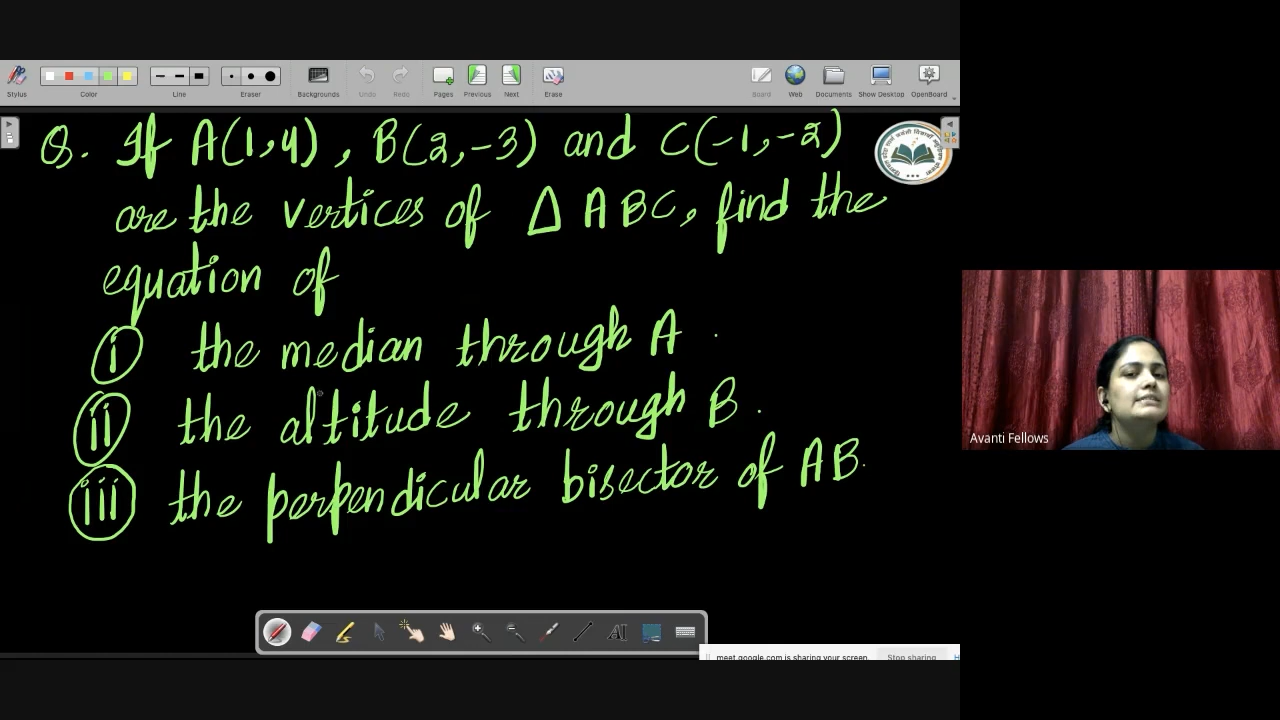 Stylus Color Line Eraser Backgrounds Undo Redo Pages Previous Next Erase Board Web Documents Show Desktop OpenBoard
Q. If A(1,4), B(2,-3) and C(-1,-2)
are the vertices of Δ ABC, find the
equation of
(i) the median through A.
(ii) the altitude through B.
(iii) the perpendicular bisector of AB.
Avanti Fellows
AI
meet.google.com is sharing your screen. Stop sharing